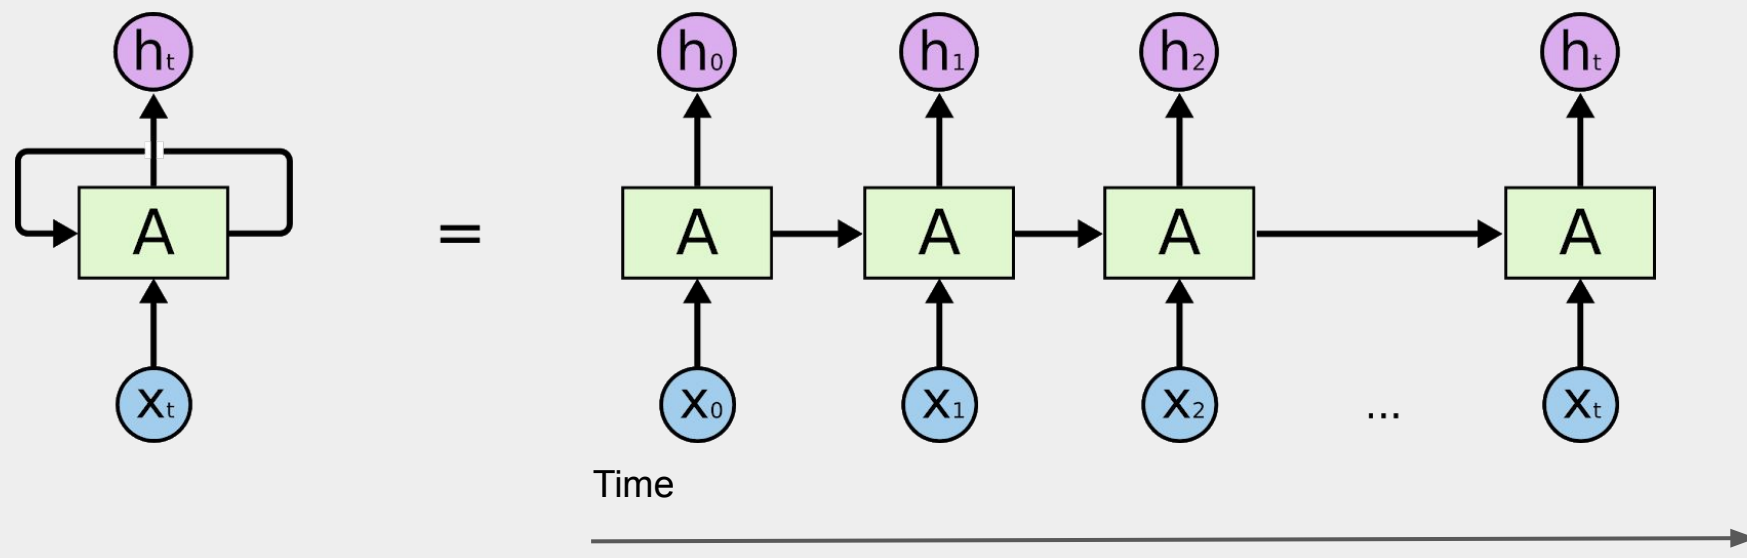 ht h0 h1 h2 ht
A = A A A A
xt x0 x1 x2 ... xt
Time